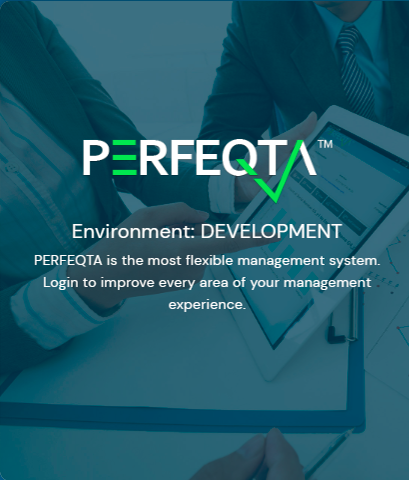 PERFEQTA™
Environment: DEVELOPMENT
PERFEQTA is the most flexible management system.
Login to improve every area of your management
experience.